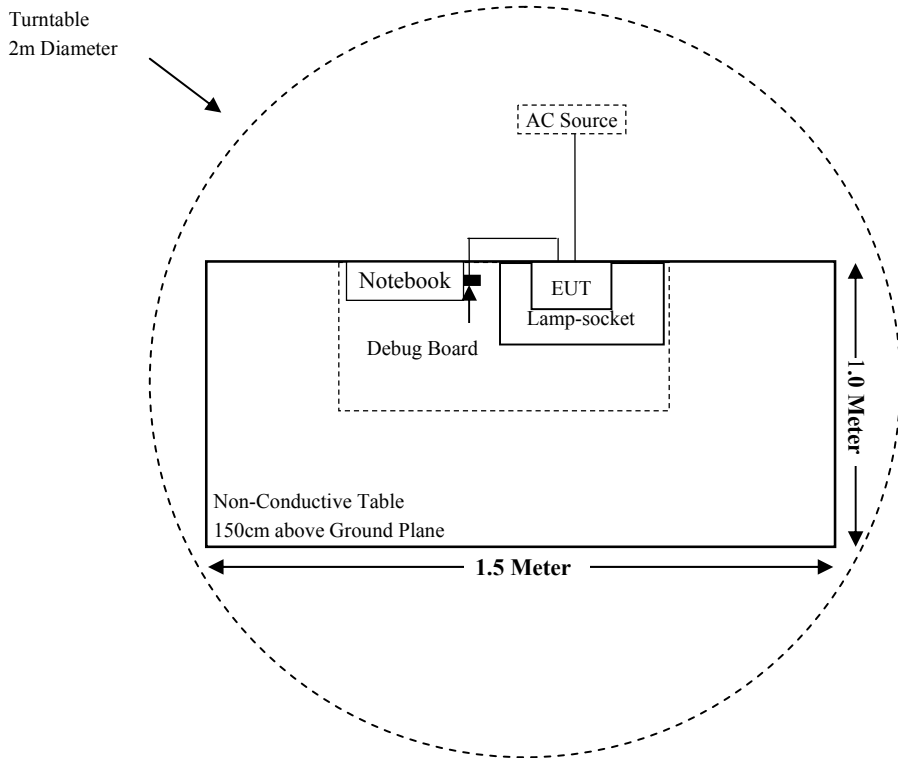 Turntable
2m Diameter
AC Source
Notebook
EUT
Lamp-socket
Debug Board
1.0 Meter
Non-Conductive Table
150cm above Ground Plane
1.5 Meter